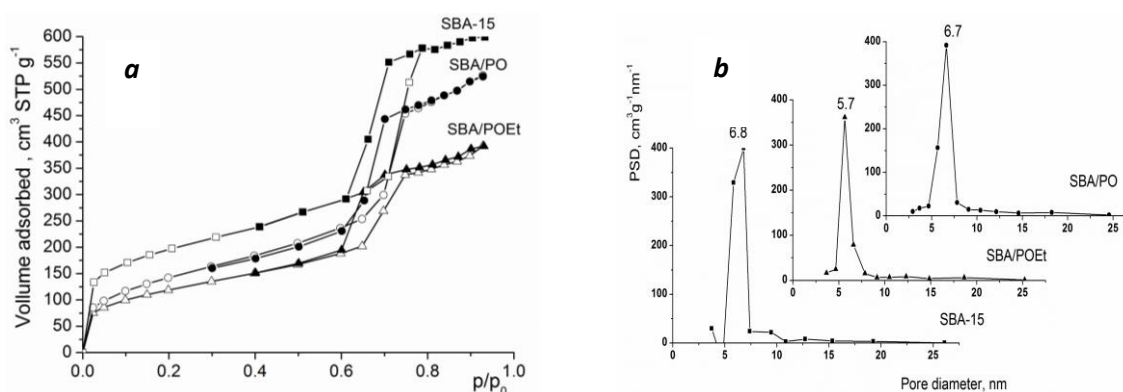 a
SBA-15
SBA/PO
SBA/POEt
Vollume adsorbed , cm³ STP g⁻¹
600
550
500
450
400
350
300
250
200
150
100
75
50
25
0
0.0 0.2 0.4 0.6 0.8 1.0
p/p₀
b
6.7
400
300
200
100
0
0 5 10 15 20 25
SBA/PO
5.7
400
300
200
100
0
0 5 10 15 20 25
SBA/POEt
6.8
PSD, cm³g⁻¹nm⁻¹
400
300
200
100
0
0 5 10 15 20 25
SBA-15
Pore diameter, nm